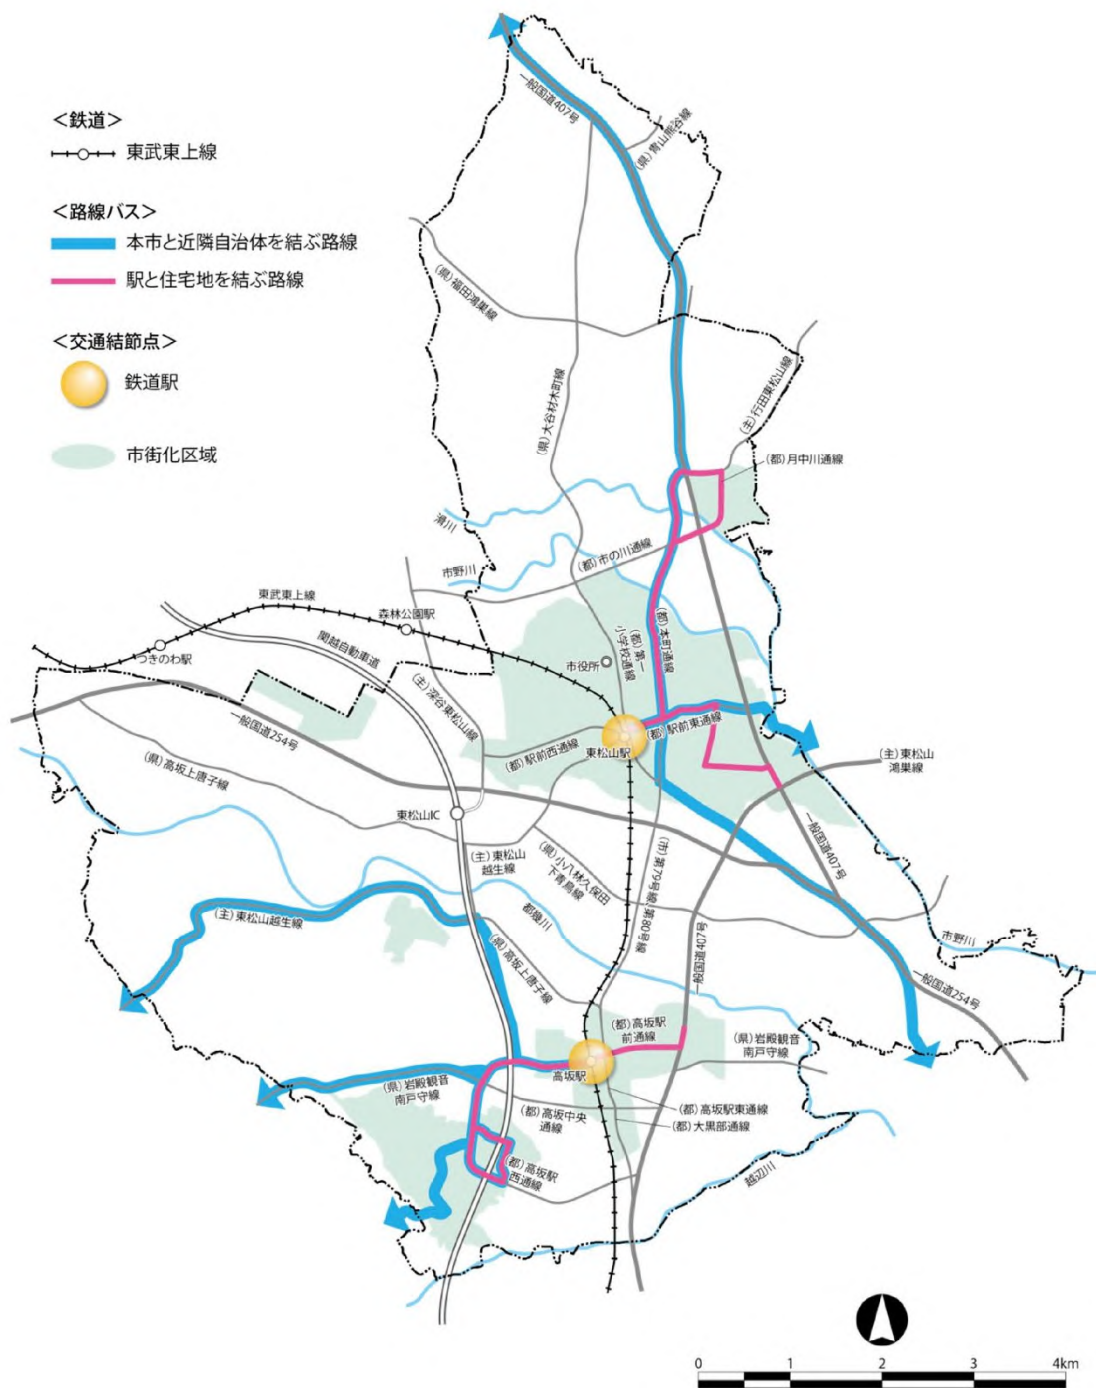 <鉄道>
東武東上線
<路線バス>
本市と近隣自治体を結ぶ路線
駅と住宅地を結ぶ路線
<交通結節点>
鉄道駅
市街化区域
一般国道407号
(県)青山熊谷線
(県)福田鴻巣線
(県)大谷材木町線
(主)行田東松山線
(都)月中川通線
滑川
市野川
(都)市の川通線
東武東上線
森林公園駅
つきのわ駅
関越自動車道
市役所
(都)第一
小学校通線
(都)本町通線
(主)深谷東松山線
一般国道254号
(都)駅前西通線
東松山駅
(都)駅前東通線
(主)東松山
鴻巣線
(県)高坂上唐子線
東松山IC
(主)東松山
越生線
(県)小八林久保田
下青鳥線
(市)第79号線、第80号線
一般国道407号
(主)東松山越生線
都幾川
(県)高坂上唐子線
一般国道407号
市野川
一般国道254号
(都)高坂駅
前通線
(県)岩殿観音
南戸守線
高坂駅
(県)岩殿観音
南戸守線
(都)高坂中央
通線
(都)高坂駅東通線
(都)大黒部通線
(都)高坂駅
西通線
越辺川
0 1 2 3 4km